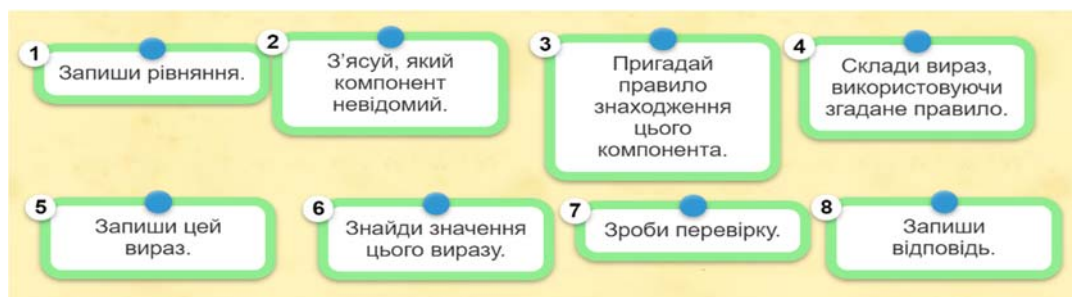 1
Запиши рівняння.
2
З’ясуй, який
компонент
невідомий.
3
Пригадай
правило
знаходження
цього
компонента.
4
Склади вираз,
використовуючи
згадане правило.
5
Запиши цей
вираз.
6
Знайди значення
цього виразу.
7
Зроби перевірку.
8
Запиши
відповідь.